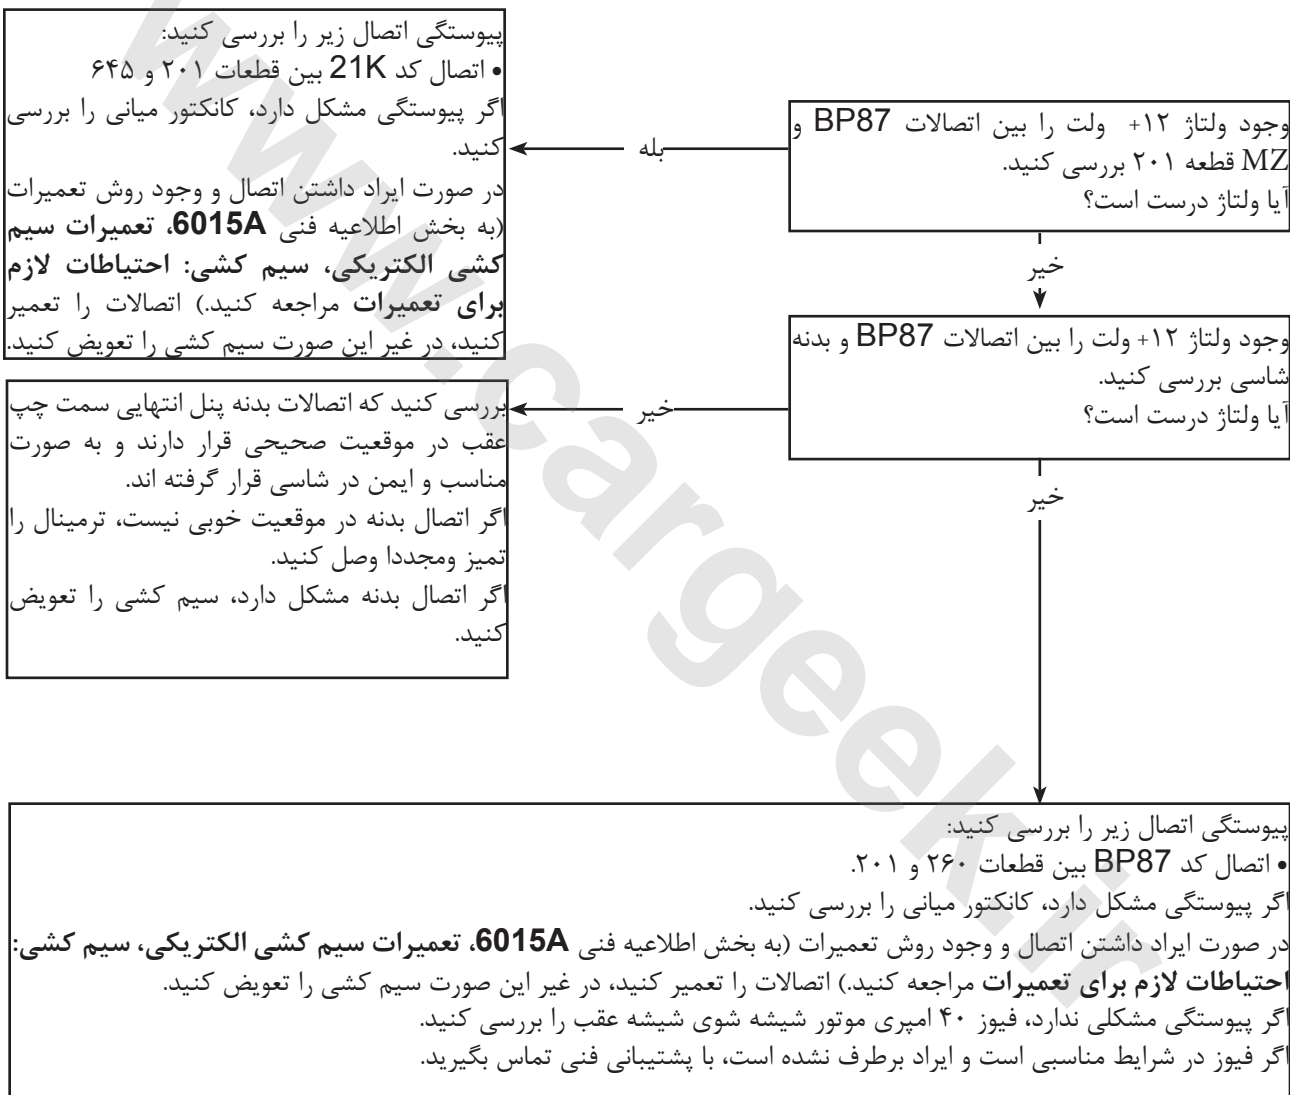 پیوستگی اتصال زیر را بررسی کنید:
• اتصال کد 21K بین قطعات ۲۰۱ و ۶۴۵
اگر پیوستگی مشکل دارد، کانکتور میانی را بررسی
کنید.
در صورت ایراد داشتن اتصال و وجود روش تعمیرات
(به بخش اطلاعیه فنی 6015A، تعمیرات سیم
کشی الکتریکی، سیم کشی: احتیاطات لازم
برای تعمیرات مراجعه کنید.) اتصالات را تعمیر
کنید، در غیر این صورت سیم کشی را تعویض کنید.
وجود ولتاژ ۱۲+ ولت را بین اتصالات BP87 و
MZ قطعه ۲۰۱ بررسی کنید.
آیا ولتاژ درست است؟
بله
خیر
وجود ولتاژ ۱۲+ ولت را بین اتصالات BP87 و بدنه
شاسی بررسی کنید.
آیا ولتاژ درست است؟
خیر
بررسی کنید که اتصالات بدنه پنل انتهایی سمت چپ
عقب در موقعیت صحیحی قرار دارند و به صورت
مناسب و ایمن در شاسی قرار گرفته اند.
اگر اتصال بدنه در موقعیت خوبی نیست، ترمینال را
تمیز ومجددا وصل کنید.
اگر اتصال بدنه مشکل دارد، سیم کشی را تعویض
کنید.
خیر
پیوستگی اتصال زیر را بررسی کنید:
• اتصال کد BP87 بین قطعات ۲۶۰ و ۲۰۱.
اگر پیوستگی مشکل دارد، کانکتور میانی را بررسی کنید.
در صورت ایراد داشتن اتصال و وجود روش تعمیرات (به بخش اطلاعیه فنی 6015A، تعمیرات سیم کشی الکتریکی، سیم کشی:
احتیاطات لازم برای تعمیرات مراجعه کنید.) اتصالات را تعمیر کنید، در غیر این صورت سیم کشی را تعویض کنید.
اگر پیوستگی مشکلی ندارد، فیوز ۴۰ امپری موتور شیشه شوی شیشه عقب را بررسی کنید.
اگر فیوز در شرایط مناسبی است و ایراد برطرف نشده است، با پشتیبانی فنی تماس بگیرید.
www.cargeek.ir